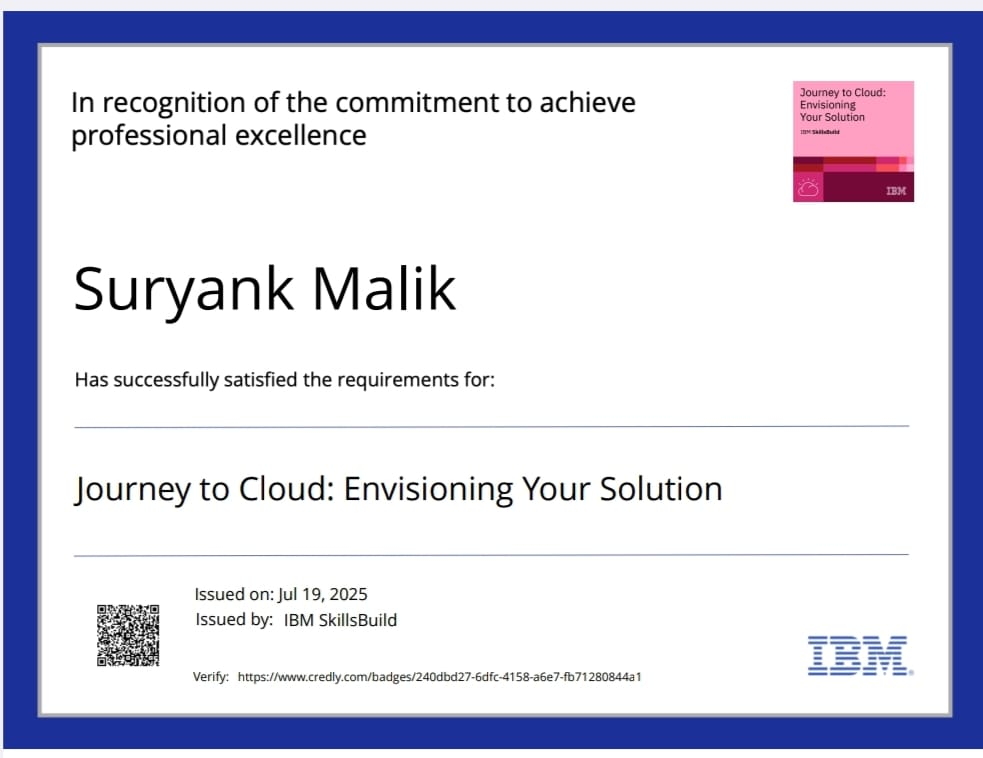 In recognition of the commitment to achieve
professional excellence
Journey to Cloud:
Envisioning
Your Solution
IBM SkillsBuild
IBM
Suryank Malik
Has successfully satisfied the requirements for:
Journey to Cloud: Envisioning Your Solution
Issued on: Jul 19, 2025
Issued by: IBM SkillsBuild
Verify: https://www.credly.com/badges/240dbd27-6dfc-4158-a6e7-fb71280844a1
IBM®